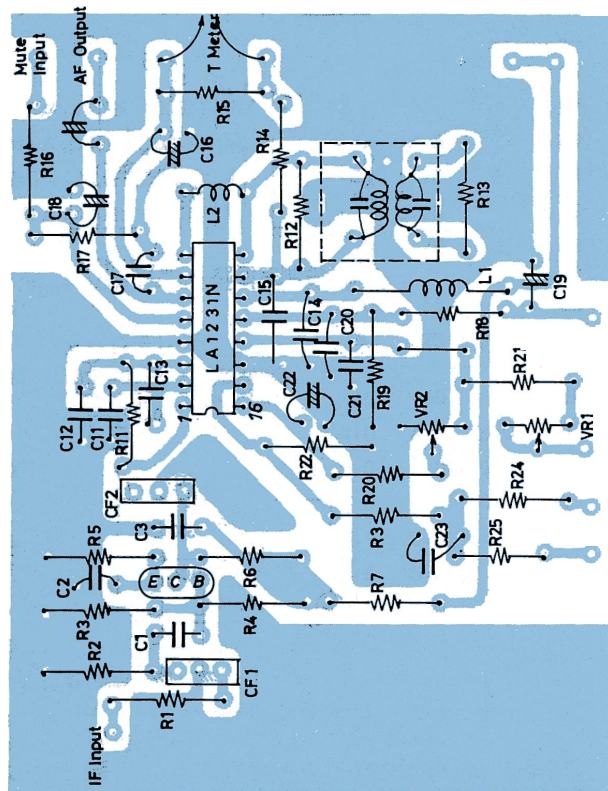 Mute
Input
AF Output
T Meter
R16
C18
R17
C17
C16
R15
R14
L2
R12
R13
LA1231N
1
16
C12
C11
R11
C13
C15
C14
C20
C21
C22
R19
R22
L1
R18
C19
R21
VR2
VR1
R20
R3
R24
C23
R25
R7
CF2
C3
R5
C2
R3
R2
E C B
R6
R4
C1
CF1
R1
IF Input